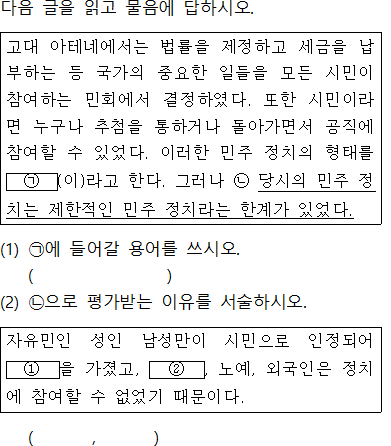 다음 글을 읽고 물음에 답하시오.
고대 아테네에서는 법률을 제정하고 세금을 납
부하는 등 국가의 중요한 일들을 모든 시민이
참여하는 민회에서 결정하였다. 또한 시민이라
면 누구나 추첨을 통하거나 돌아가면서 공직에
참여할 수 있었다. 이러한 민주 정치의 형태를
㉠(이)라고 한다. 그러나 ㉡ 당시의 민주 정
치는 제한적인 민주 정치라는 한계가 있었다.
(1) ㉠에 들어갈 용어를 쓰시오.
( )
(2) ㉡으로 평가받는 이유를 서술하시오.
자유민인 성인 남성만이 시민으로 인정되어
①을 가졌고, ②, 노예, 외국인은 정치
에 참여할 수 없었기 때문이다.
( , )